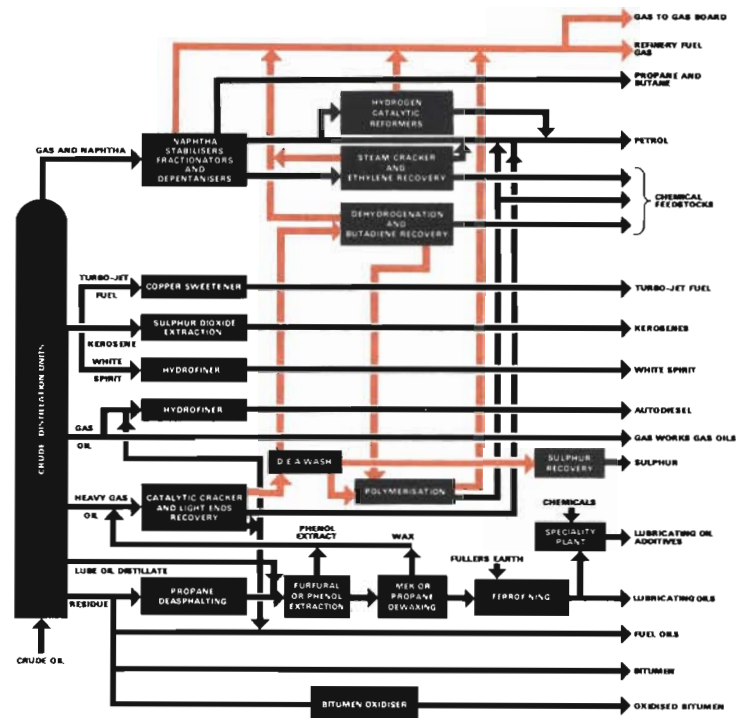 GAS TO GAS BOARD
REFINERY FUEL
GAS
PROPANE AND
BUTANE
HYDROGEN
CATALYTIC
REFORMERS
GAS AND NAPHTHA
NAPHTHA
STABILISERS
FRACTIONATORS
AND
DEPENTANISERS
PETROL
STEAM CRACKER
AND
ETHYLENE RECOVERY
CHEMICAL
FEEDSTOCKS
DEHYDROGENATION
AND
BUTADIENE RECOVERY
TURBO-JET
FUEL
COPPER SWEETENER
TURBO-JET FUEL
SULPHUR DIOXIDE
EXTRACTION
KEROSENES
KEROSENE
WHITE
SPIRIT
HYDROFINER
WHITE SPIRIT
CRUDE DISTILLATION UNITS
HYDROFINER
AUTODIESEL
GAS
OIL
GAS WORKS GAS OILS
D E A WASH
SULPHUR
RECOVERY
SULPHUR
HEAVY GAS
OIL
CATALYTIC CRACKER
AND LIGHT ENDS
RECOVERY
POLYMERISATION
CHEMICALS
PHENOL
EXTRACT
WAX
SPECIALITY
PLANT
LUBRICATING OIL
ADDITIVES
LUBE OIL DISTILLATE
FULLERS EARTH
RESIDUE
PROPANE
DEASPHALTING
FURFURAL
OR PHENOL
EXTRACTION
MEK OR
PROPANE
DEWAXING
FERROFINING
LUBRICATING OILS
FUEL OILS
CRUDE OIL
BITUMEN
BITUMEN OXIDISER
OXIDISED BITUMEN